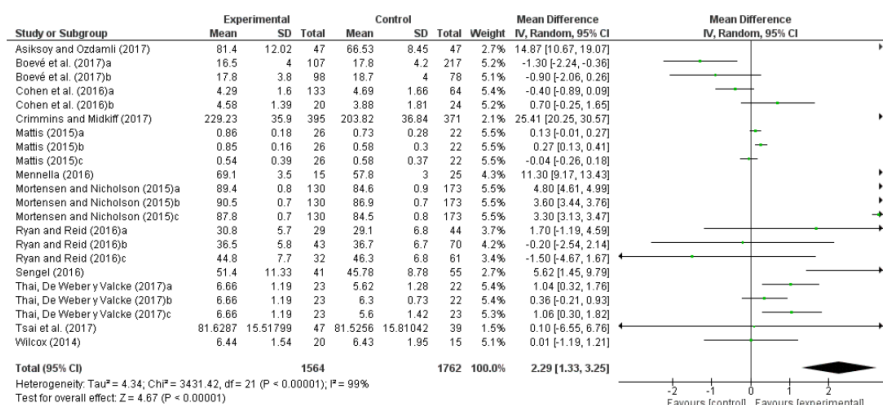 Experimental Control Mean Difference Mean Difference
Study or Subgroup Mean SD Total Mean SD Total Weight IV, Random, 95% CI IV, Random, 95% CI
Asiksoy and Ozdamli (2017) 81.4 12.02 47 66.53 8.45 47 2.7% 14.87 [10.67, 19.07]
Boevé et al. (2017)a 16.5 4 107 17.8 4.2 217 5.0% -1.30 [-2.24, -0.36]
Boevé et al. (2017)b 17.8 3.8 98 18.7 4 78 5.0% -0.90 [-2.06, 0.26]
Cohen et al. (2016)a 4.29 1.6 133 4.69 1.66 64 5.2% -0.40 [-0.89, 0.09]
Cohen et al. (2016)b 4.58 1.39 20 3.88 1.81 24 5.0% 0.70 [-0.25, 1.65]
Crimmins and Midkiff (2017) 229.23 35.9 395 203.82 36.84 371 2.1% 25.41 [20.25, 30.57]
Mattis (2015)a 0.86 0.18 26 0.73 0.28 22 5.2% 0.13 [-0.01, 0.27]
Mattis (2015)b 0.85 0.16 26 0.58 0.3 22 5.2% 0.27 [0.13, 0.41]
Mattis (2015)c 0.54 0.39 26 0.58 0.37 22 5.2% -0.04 [-0.26, 0.18]
Mennella (2016) 69.1 3.5 15 57.8 3 25 4.3% 11.30 [9.17, 13.43]
Mortensen and Nicholson (2015)a 89.4 0.8 130 84.6 0.9 173 5.2% 4.80 [4.61, 4.99]
Mortensen and Nicholson (2015)b 90.5 0.7 130 86.9 0.7 173 5.2% 3.60 [3.44, 3.76]
Mortensen and Nicholson (2015)c 87.8 0.7 130 84.5 0.8 173 5.2% 3.30 [3.13, 3.47]
Ryan and Reid (2016)a 30.8 5.7 29 29.1 6.8 44 3.7% 1.70 [-1.19, 4.59]
Ryan and Reid (2016)b 36.5 5.8 43 36.7 6.7 70 4.1% -0.20 [-2.54, 2.14]
Ryan and Reid (2016)c 44.8 7.7 32 46.3 6.8 61 3.5% -1.50 [-4.67, 1.67]
Sengel (2016) 51.4 11.33 41 45.78 8.78 55 2.7% 5.62 [1.45, 9.79]
Thai, De Weber y Valcke (2017)a 6.66 1.19 23 5.62 1.28 22 5.1% 1.04 [0.32, 1.76]
Thai, De Weber y Valcke (2017)b 6.66 1.19 23 6.3 0.73 22 5.2% 0.36 [-0.21, 0.93]
Thai, De Weber y Valcke (2017)c 6.66 1.19 23 5.6 1.42 23 5.1% 1.06 [0.30, 1.82]
Tsai et al. (2017) 81.6287 15.51799 47 81.5256 15.81042 39 1.5% 0.10 [-6.55, 6.76]
Wilcox (2014) 6.44 1.54 20 6.43 1.95 15 4.9% 0.01 [-1.19, 1.21]
Total (95% CI) 1564 1762 100.0% 2.29 [1.33, 3.25]
Heterogeneity: Tau² = 4.34; Chi² = 3431.42, df = 21 (P < 0.00001); I² = 99%
Test for overall effect: Z = 4.67 (P < 0.00001)
-2 -1 0 1 2
Favours [control] Favours [experimental]